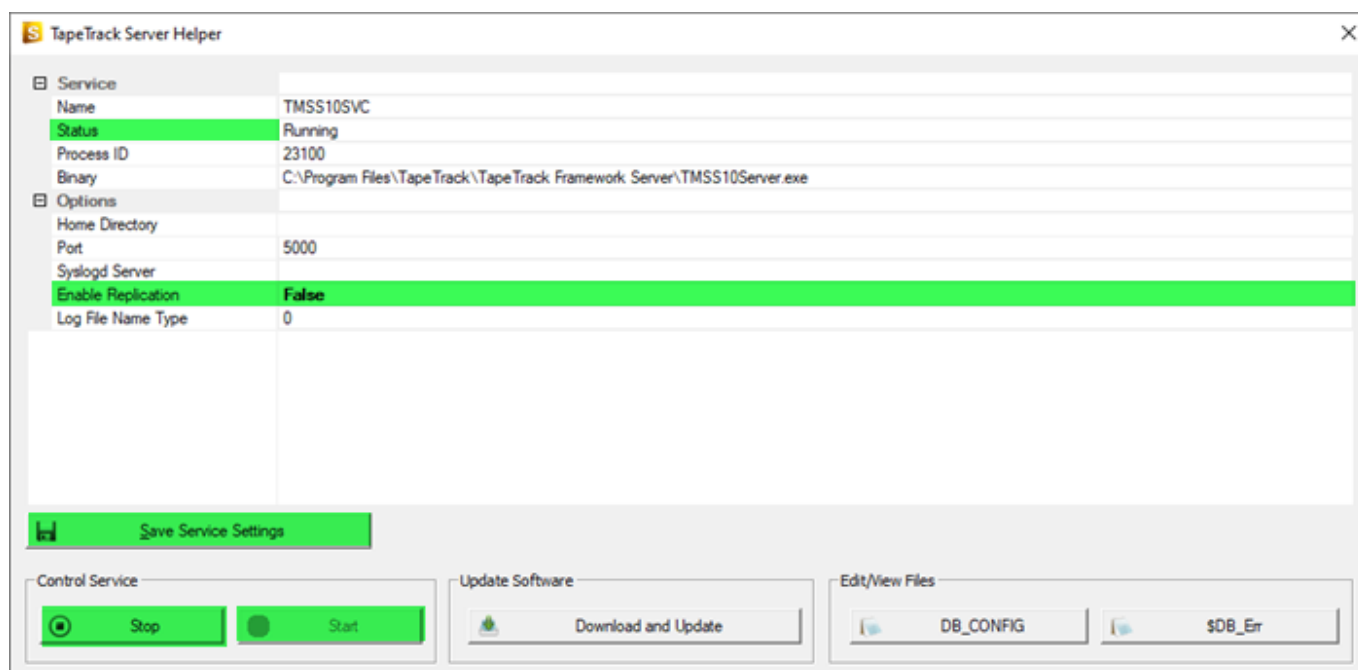 TapeTrack Server Helper
Service
Name TMSS10SVC
Status Running
Process ID 23100
Binary C:\Program Files\TapeTrack\TapeTrack Framework Server\TMSS10Server.exe
Options
Home Directory
Port 5000
Syslogd Server
Enable Replication False
Log File Name Type 0
Save Service Settings
Control Service Update Software Edit/View Files
Stop Start Download and Update DB_CONFIG $DB_Err